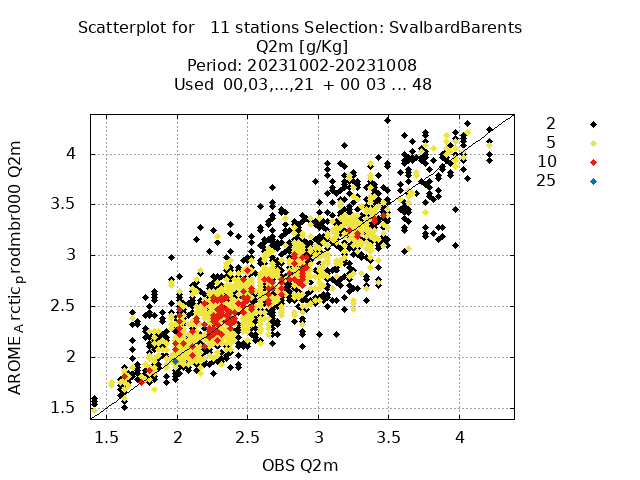 Scatterplot for   11 stations Selection: SvalbardBarents
Q2m [g/Kg]
Period: 20231002-20231008
Used  00,03,...,21  + 00 03 ... 48
2
5
10
25
4
3.5
3
2.5
2
1.5
AROME_Arctic_prodmbr000 Q2m
1.5 2 2.5 3 3.5 4
OBS Q2m